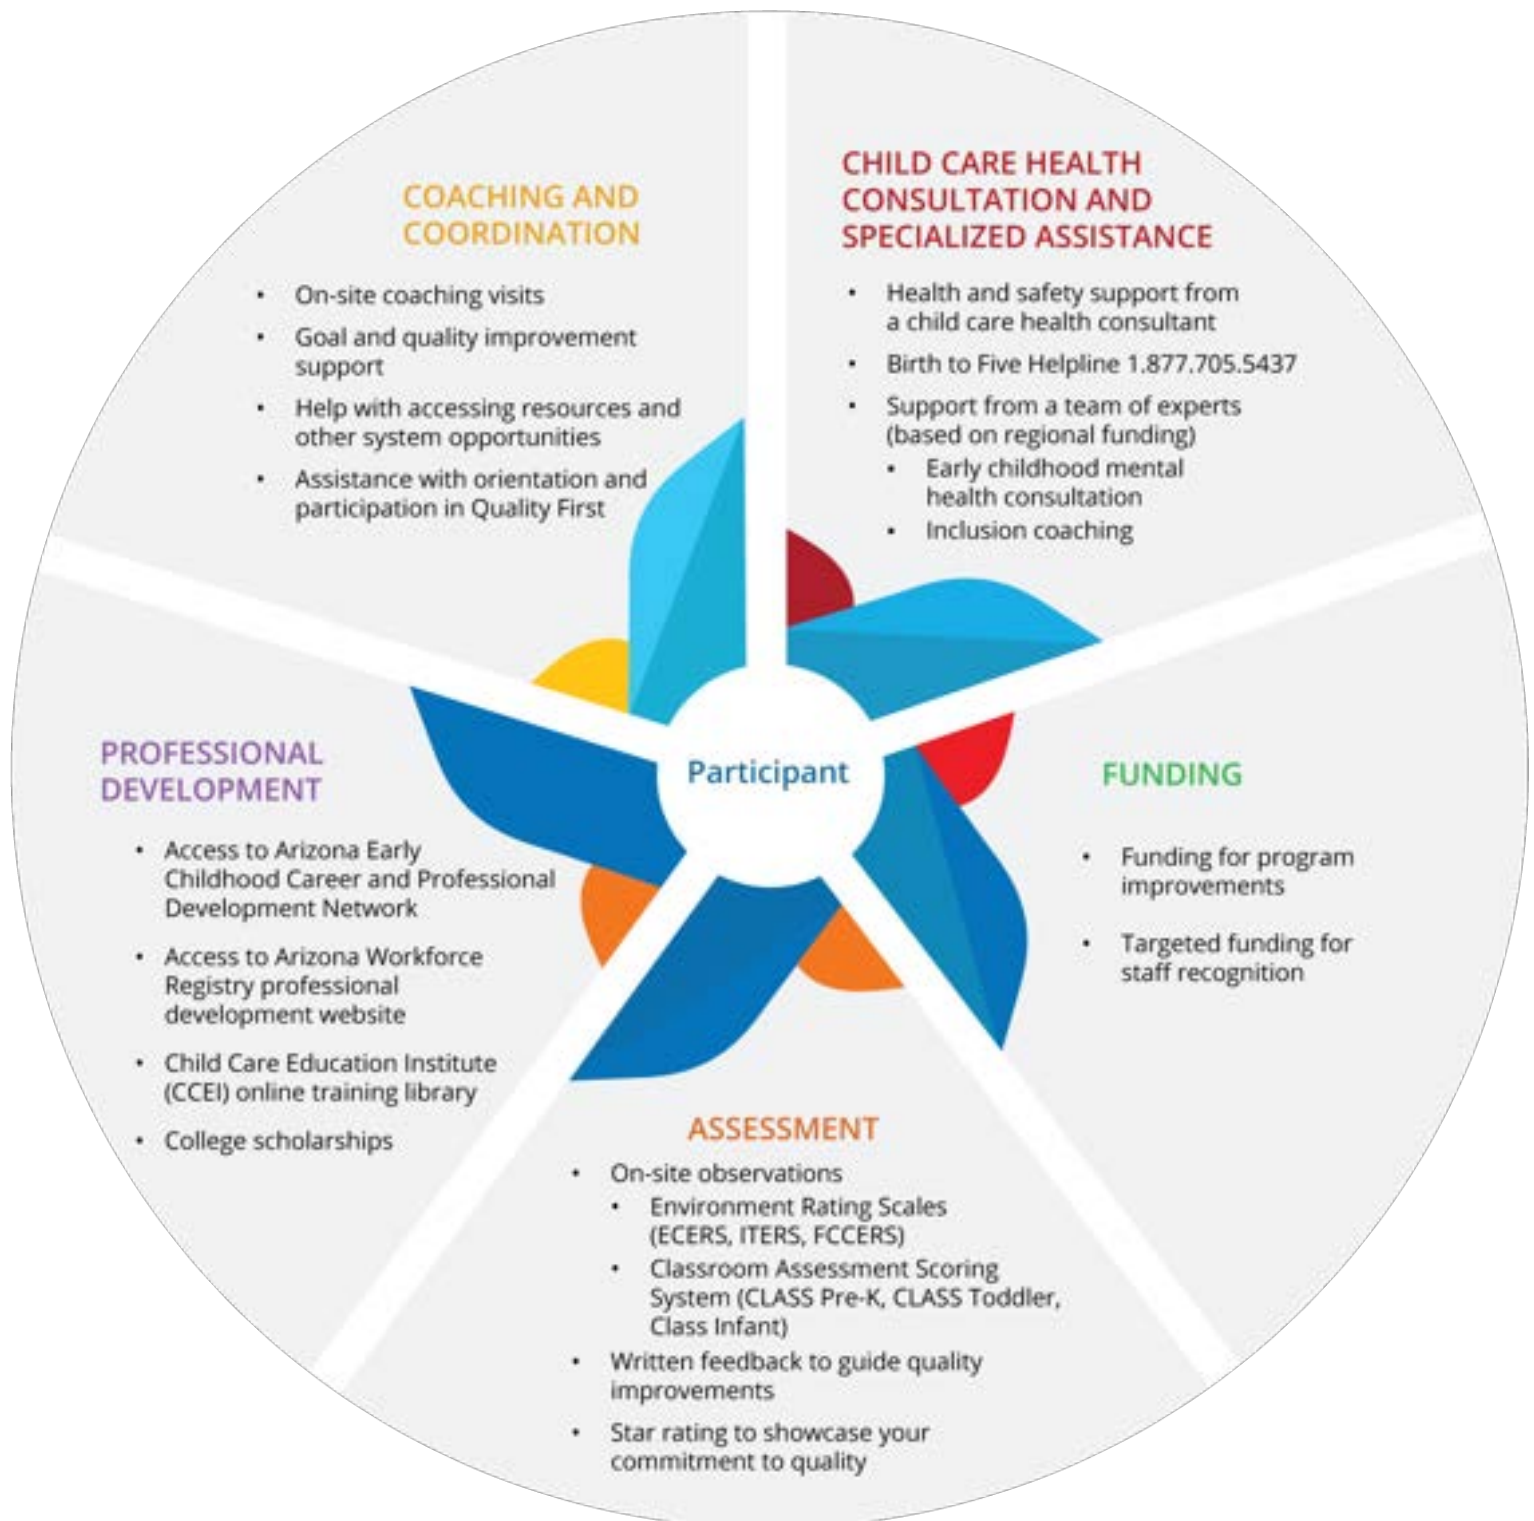 COACHING AND
COORDINATION
• On-site coaching visits
• Goal and quality improvement
support
• Help with accessing resources and
other system opportunities
• Assistance with orientation and
participation in Quality First
CHILD CARE HEALTH
CONSULTATION AND
SPECIALIZED ASSISTANCE
• Health and safety support from
a child care health consultant
• Birth to Five Helpline 1.877.705.5437
• Support from a team of experts
(based on regional funding)
• Early childhood mental
health consultation
• Inclusion coaching
Participant
PROFESSIONAL
DEVELOPMENT
• Access to Arizona Early
Childhood Career and Professional
Development Network
• Access to Arizona Workforce
Registry professional
development website
• Child Care Education Institute
(CCEI) online training library
• College scholarships
FUNDING
• Funding for program
improvements
• Targeted funding for
staff recognition
ASSESSMENT
• On-site observations
• Environment Rating Scales
(ECERS, ITERS, FCCERS)
• Classroom Assessment Scoring
System (CLASS Pre-K, CLASS Toddler,
Class Infant)
• Written feedback to guide quality
improvements
• Star rating to showcase your
commitment to quality